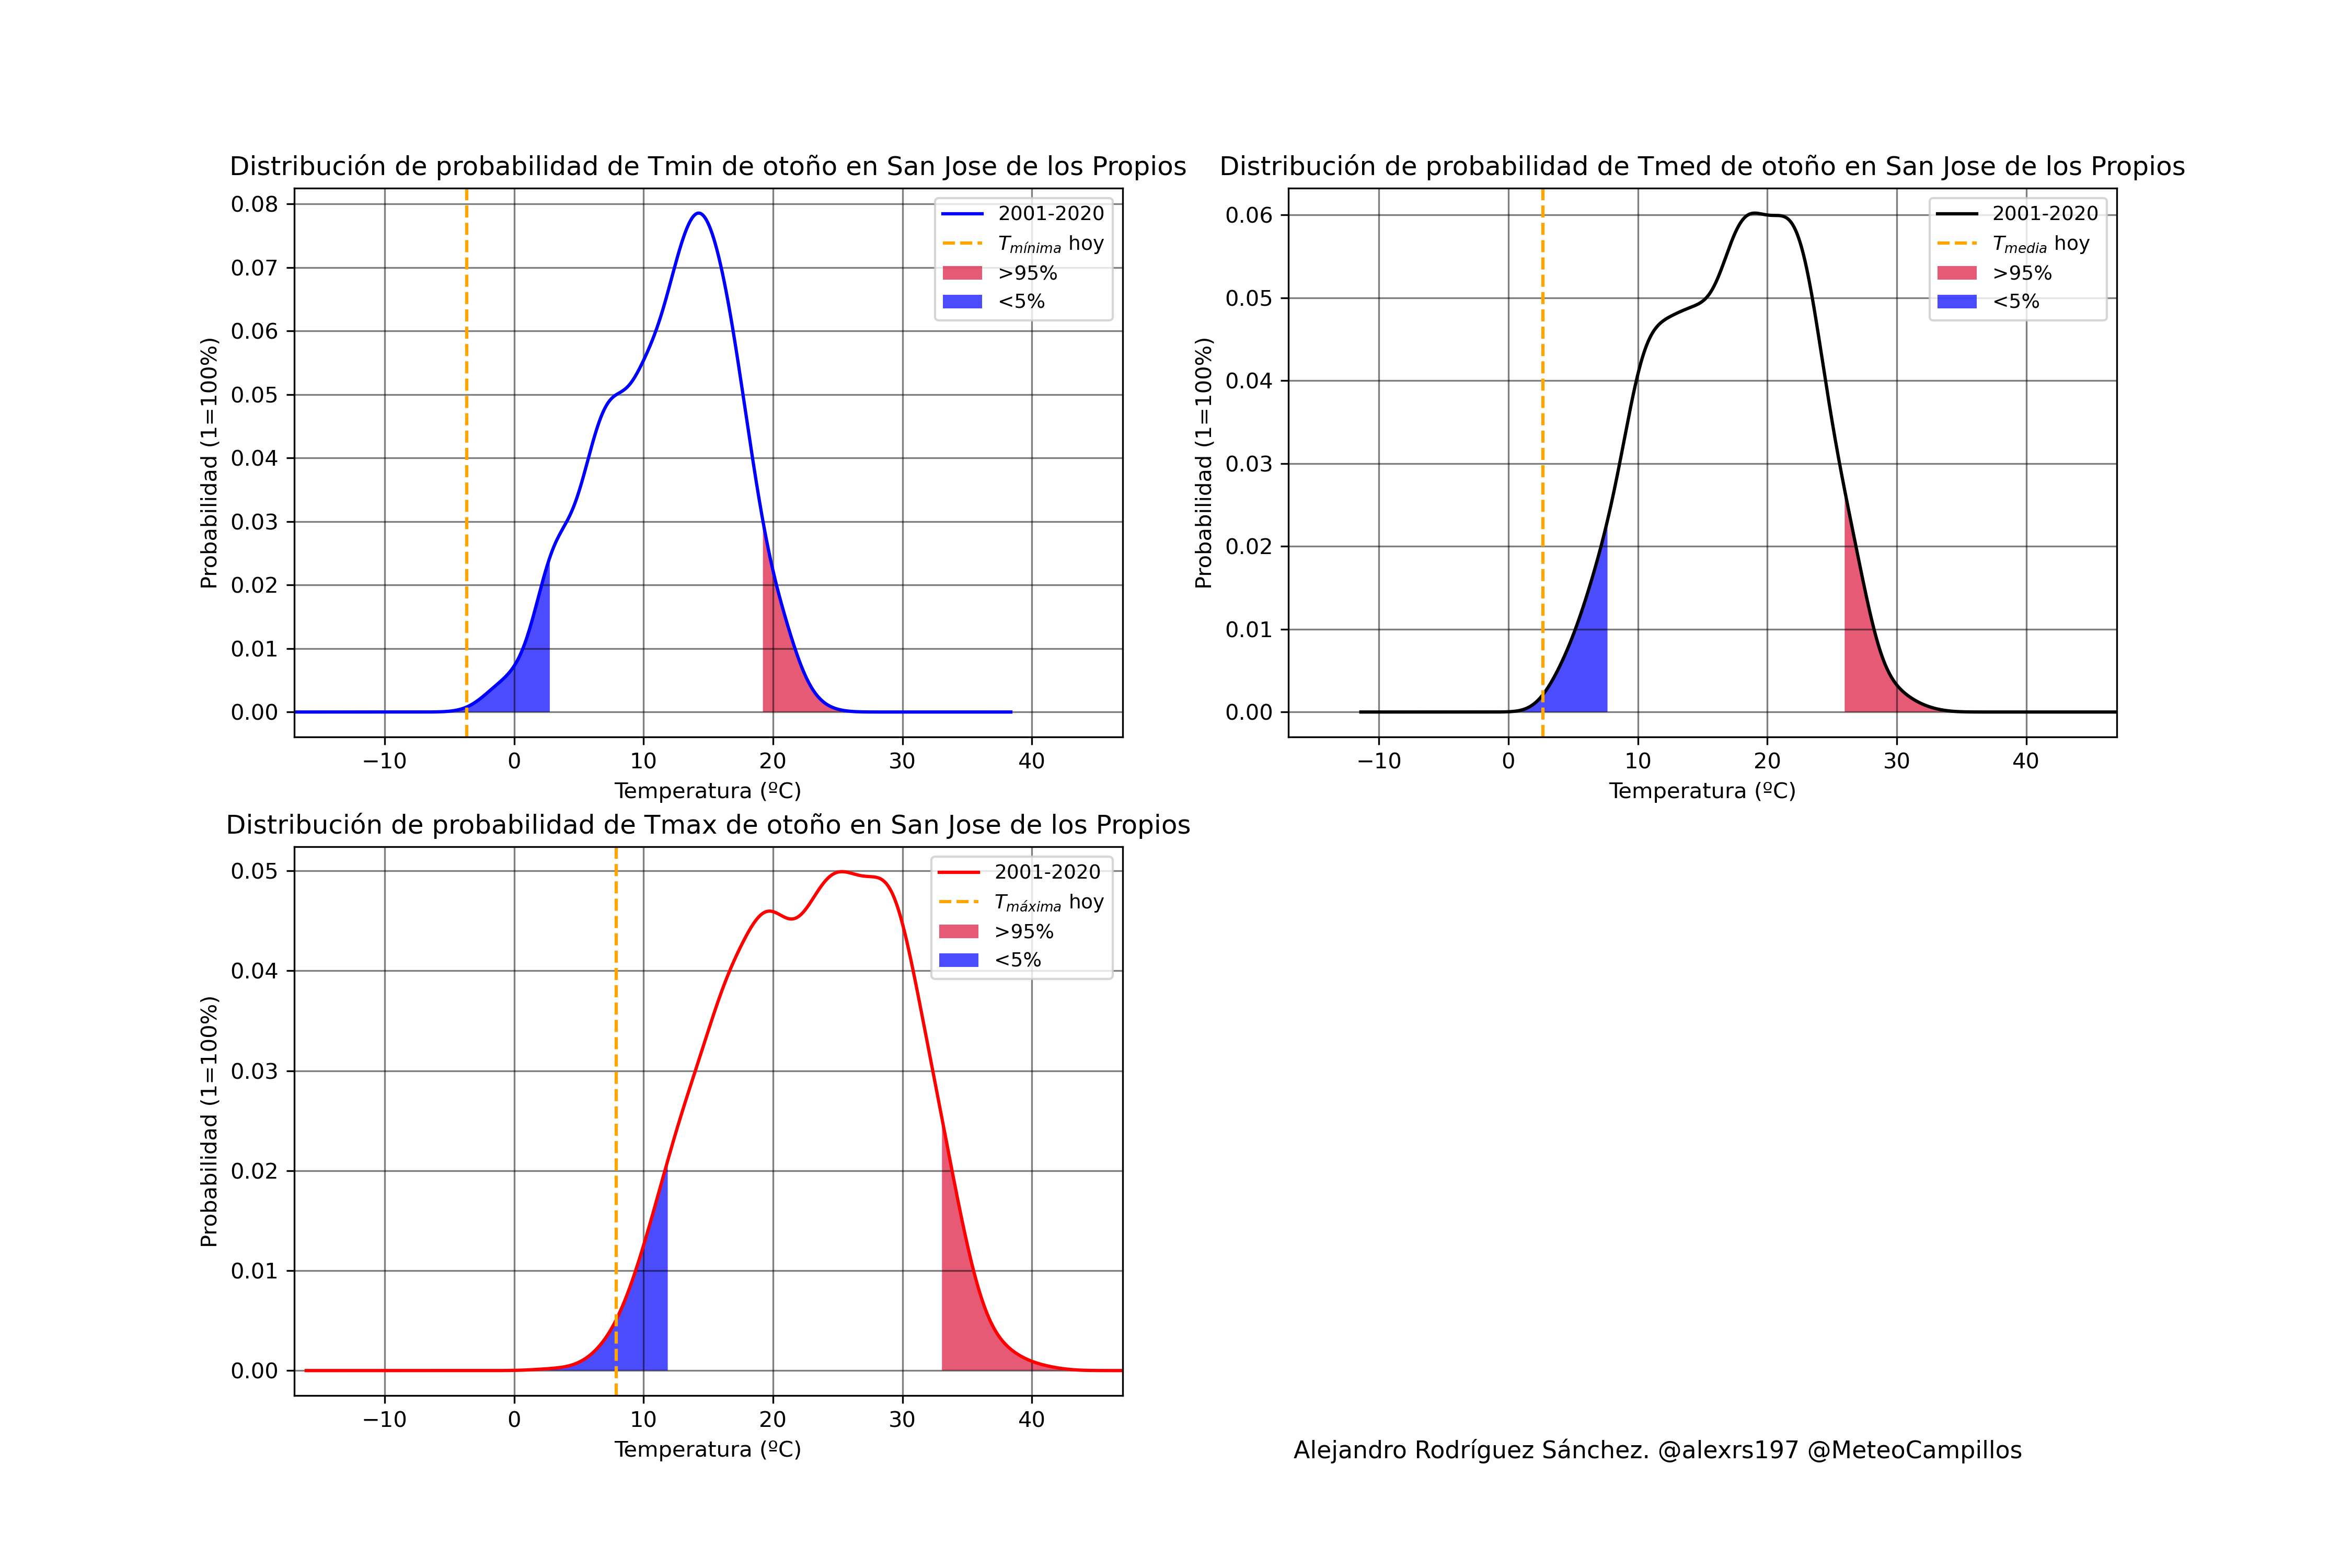 Distribución de probabilidad de Tmin de otoño en San Jose de los Propios
Probabilidad (1=100%)
0.08
0.07
0.06
0.05
0.04
0.03
0.02
0.01
0.00
2001-2020
Tmínima hoy
>95%
<5%
−10 0 10 20 30 40
Temperatura (ºC)
Distribución de probabilidad de Tmed de otoño en San Jose de los Propios
Probabilidad (1=100%)
0.06
0.05
0.04
0.03
0.02
0.01
0.00
2001-2020
Tmedia hoy
>95%
<5%
−10 0 10 20 30 40
Temperatura (ºC)
Distribución de probabilidad de Tmax de otoño en San Jose de los Propios
Probabilidad (1=100%)
0.05
0.04
0.03
0.02
0.01
0.00
2001-2020
Tmáxima hoy
>95%
<5%
−10 0 10 20 30 40
Temperatura (ºC)
Alejandro Rodríguez Sánchez. @alexrs197 @MeteoCampillos